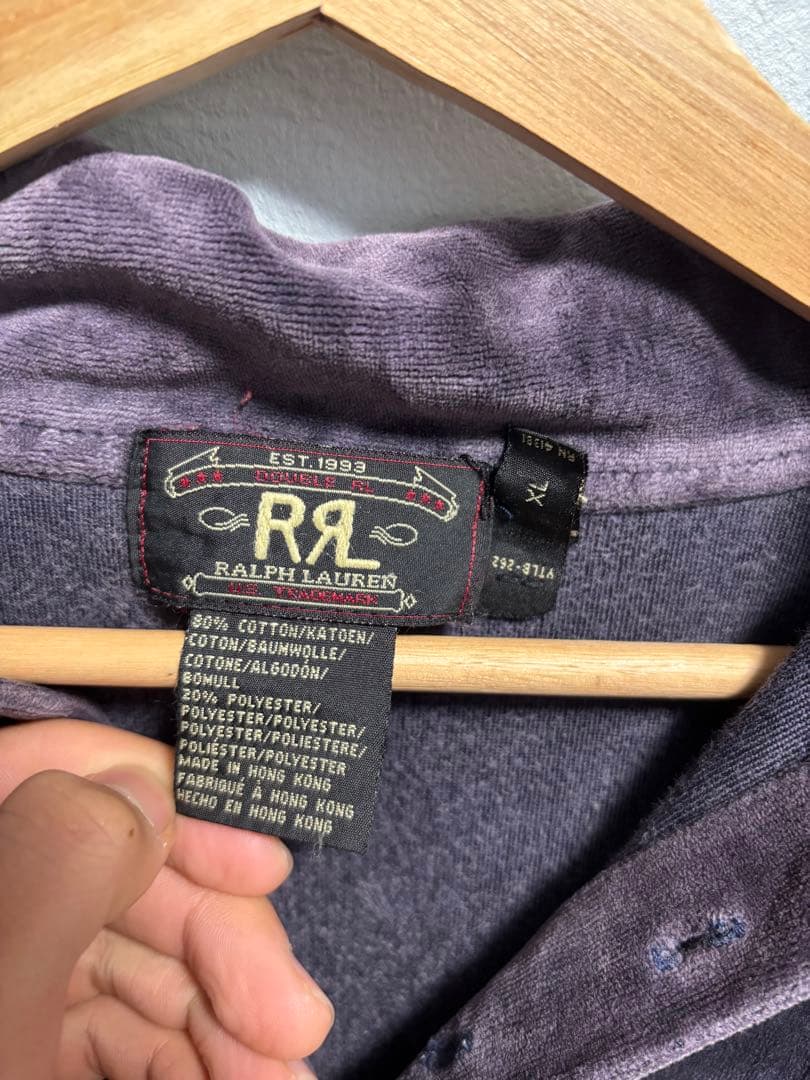 EST.1993
DOUBLE RL
RRL
RALPH LAUREN
U.S. TRADEMARK
80% COTTON/KATOEN/
COTON/BAUMWOLLE/
COTONE/ALGODÓN/
BOMULL
20% POLYESTER/
POLYESTER/POLYESTER/
POLYESTER/POLIESTERE/
POLIÉSTER/POLYESTER
MADE IN HONG KONG
FABRIQUÉ À HONG KONG
HECHO EN HONG KONG
RN 41381
XL
YTLB-262